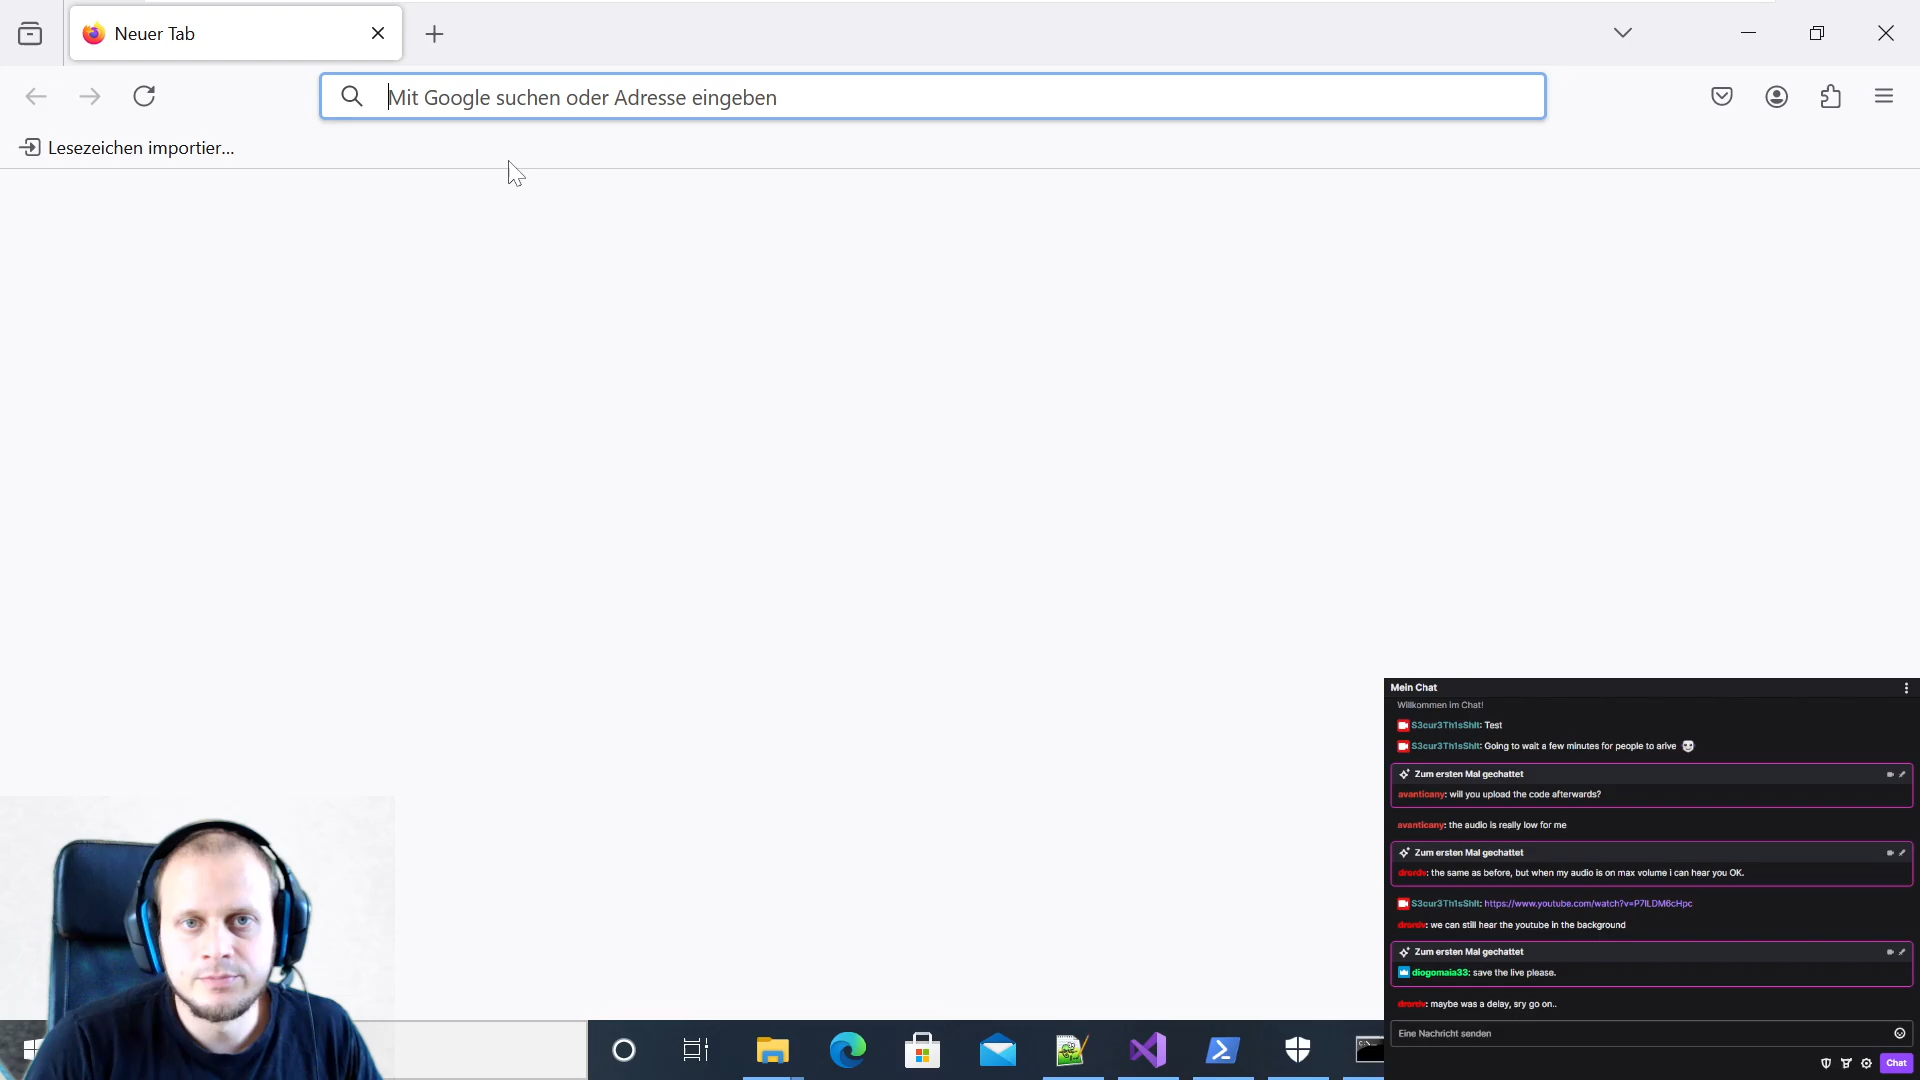 Neuer Tab
Mit Google suchen oder Adresse eingeben
Lesezeichen importier...
Mein Chat
Willkommen im Chat!
S3cur3Th1sSh1t: Test
S3cur3Th1sSh1t: Going to wait a few minutes for people to arive
Zum ersten Mal gechattet
avanticany: will you upload the code afterwards?
avanticany: the audio is really low for me
Zum ersten Mal gechattet
drordv: the same as before, but when my audio is on max volume i can hear you OK.
S3cur3Th1sSh1t: https://www.youtube.com/watch?v=P7ILDM6cHpc
drordv: we can still hear the youtube in the background
Zum ersten Mal gechattet
diogomaia33: save the live please.
drordv: maybe was a delay, sry go on..
Eine Nachricht senden
Chat